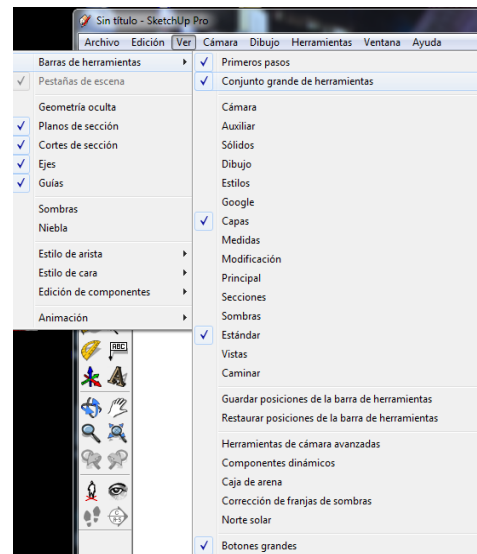 Sin título - SketchUp Pro
Archivo Edición Ver Cámara Dibujo Herramientas Ventana Ayuda
Barras de herramientas
Pestañas de escena
Geometría oculta
Planos de sección
Cortes de sección
Ejes
Guías
Sombras
Niebla
Estilo de arista
Estilo de cara
Edición de componentes
Animación
Primeros pasos
Conjunto grande de herramientas
Cámara
Auxiliar
Sólidos
Dibujo
Estilos
Google
Capas
Medidas
Modificación
Principal
Secciones
Sombras
Estándar
Vistas
Caminar
Guardar posiciones de la barra de herramientas
Restaurar posiciones de la barra de herramientas
Herramientas de cámara avanzadas
Componentes dinámicos
Caja de arena
Corrección de franjas de sombras
Norte solar
Botones grandes
ABC